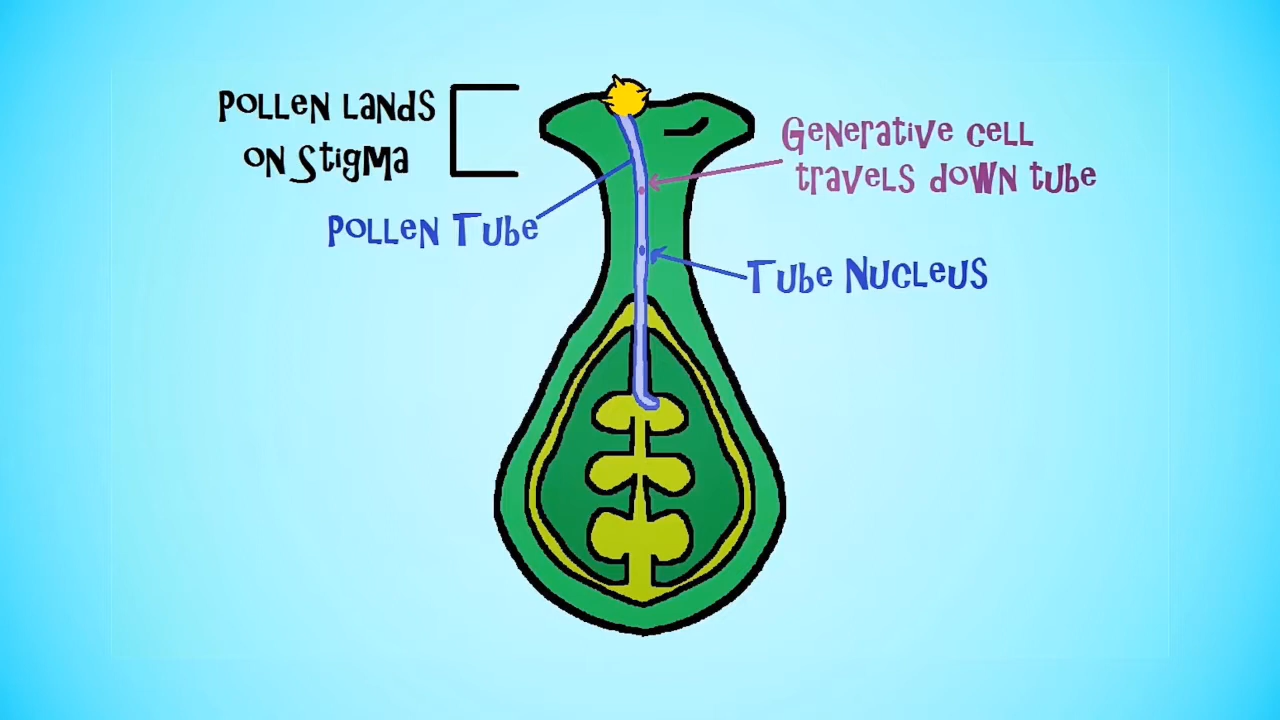 Pollen lands
on Stigma
Pollen Tube
Generative cell
travels down tube
Tube Nucleus